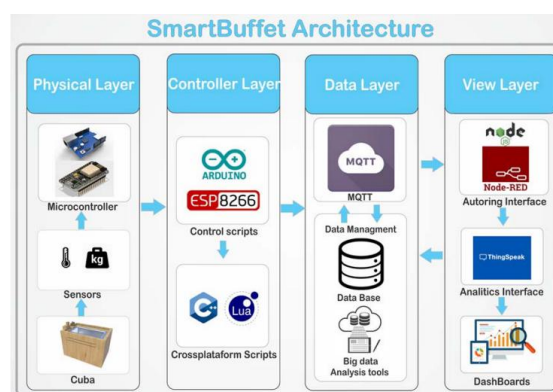 SmartBuffet Architecture
Physical Layer
Microcontroller
kg
Sensors
Cuba
Controller Layer
ARDUINO
ESP8266
Control scripts
C++
Lua
Crossplataform Scripts
Data Layer
MQTT
MQTT
Data Managment
Data Base
Big data
Analysis tools
View Layer
node
JS
Node-RED
Autoring Interface
ThingSpeak
Analitics Interface
DashBoards